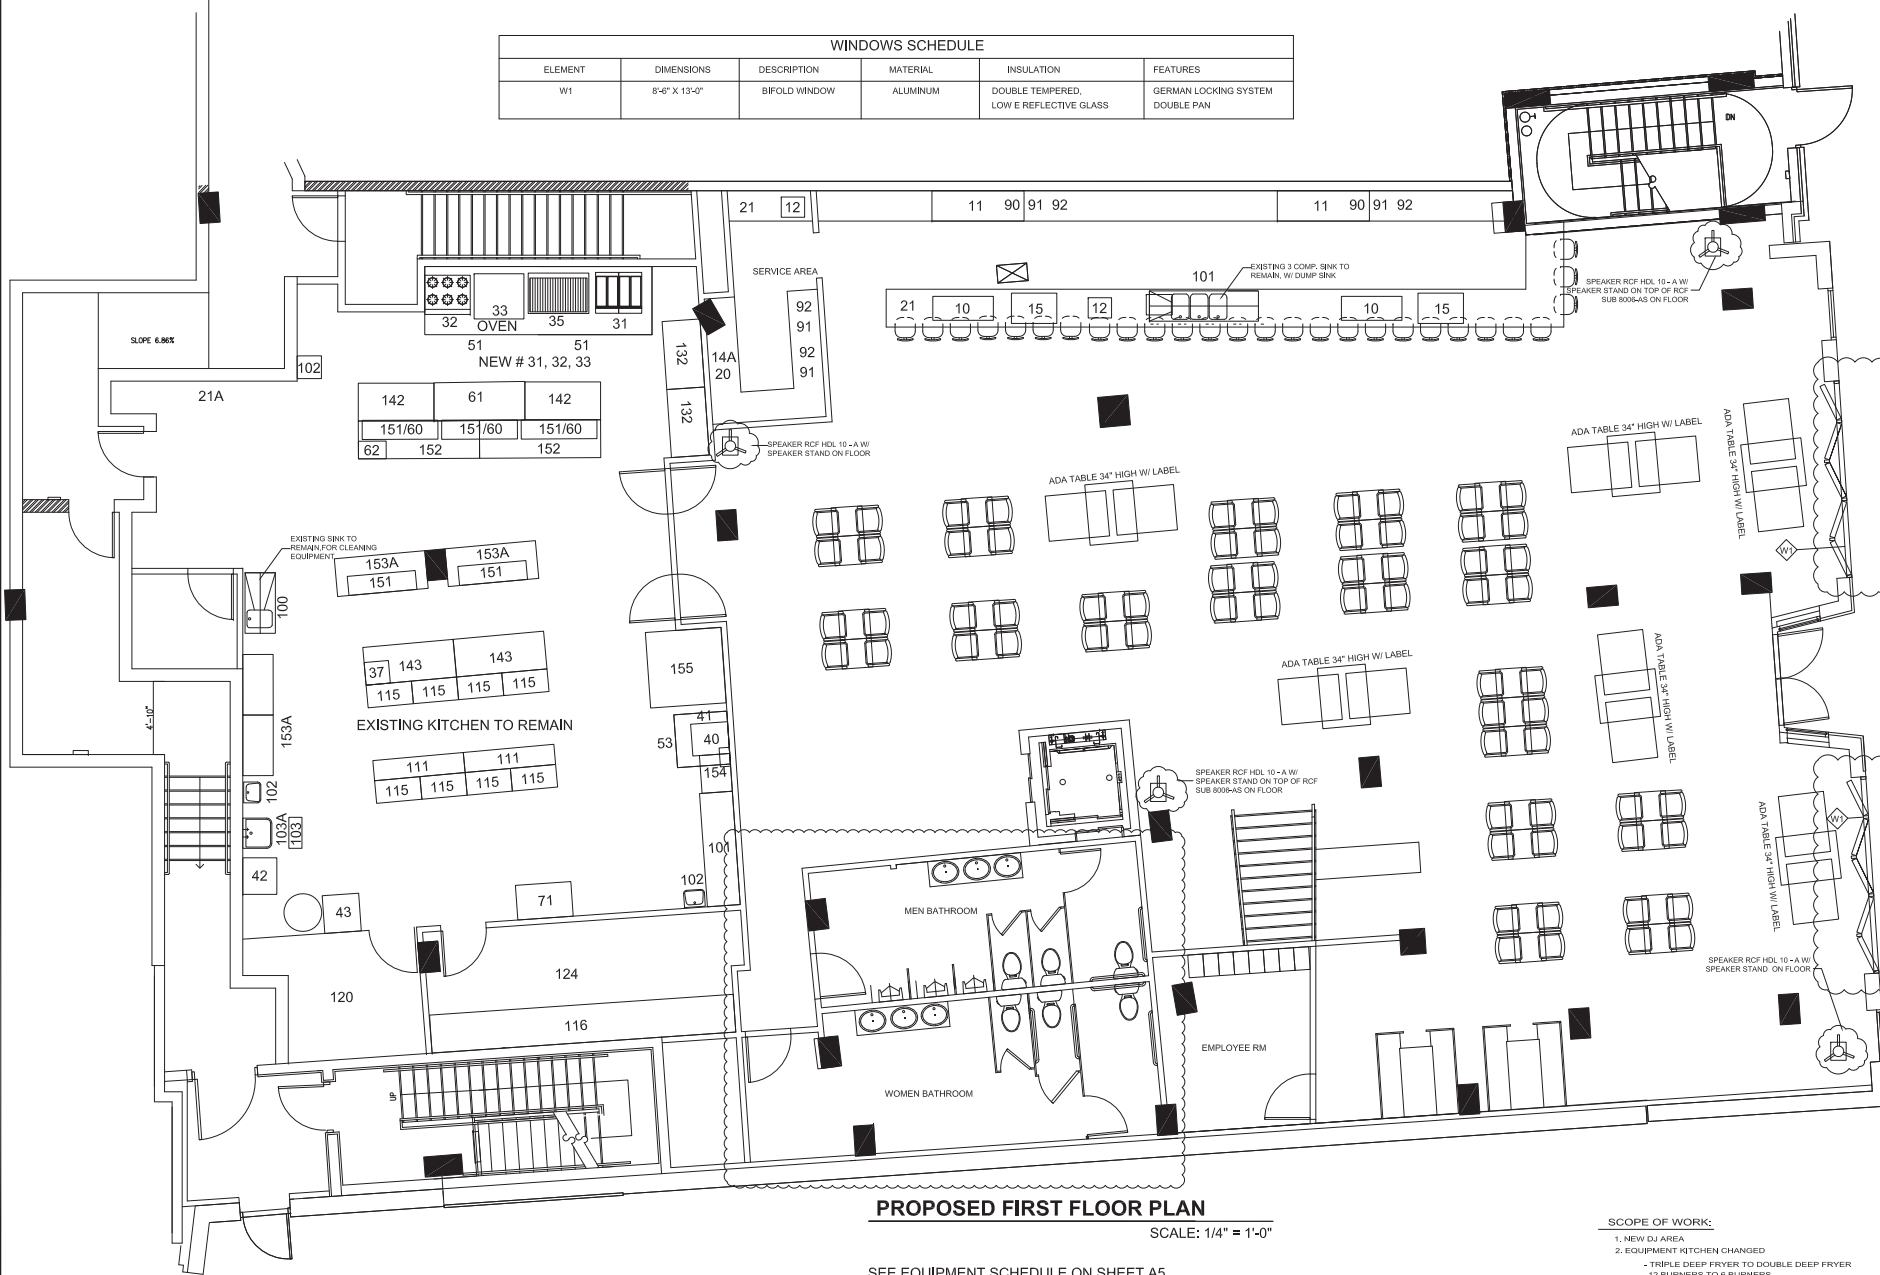 WINDOWS SCHEDULE
ELEMENT DIMENSIONS DESCRIPTION MATERIAL INSULATION FEATURES
W1 8'-6" X 13'-0" BIFOLD WINDOW ALUMINUM DOUBLE TEMPERED, GERMAN LOCKING SYSTEM
LOW E REFLECTIVE GLASS DOUBLE PAN
DN
21 12 11 90 91 92 11 90 91 92
SERVICE AREA
101
EXISTING 3 COMP. SINK TO
REMAIN, W/ DUMP SINK
SPEAKER RCF HDL 10 - A W/
SPEAKER STAND ON TOP OF RCF
SUB 8006-AS ON FLOOR
21 10 15 12 10 15
32 33 35 31
OVEN
51 51
NEW # 31, 32, 33
SLOPE 6.86%
102
21A
132
132
14A
20
92
91
92
91
142 61 142
151/60 151/60 151/60
62 152 152
SPEAKER RCF HDL 10 - A W/
SPEAKER STAND ON FLOOR
ADA TABLE 34" HIGH W/ LABEL
ADA TABLE 34" HIGH W/ LABEL
ADA TABLE 34" HIGH W/ LABEL
W1
EXISTING SINK TO
REMAIN,FOR CLEANING
EQUIPMENT
153A 153A
151 151
100
37 143 143
115 115 115 115
155
ADA TABLE 34" HIGH W/ LABEL
ADA TABLE 34" HIGH W/ LABEL
EXISTING KITCHEN TO REMAIN
4'-10"
153A
41
53 40
154
111 111
115 115 115 115
102
103A
103
SPEAKER RCF HDL 10 - A W/
SPEAKER STAND ON TOP OF RCF
SUB 8006-AS ON FLOOR
ADA TABLE 34" HIGH W/ LABEL
W1
101
42
102
43 71
MEN BATHROOM
124
120
116
SPEAKER RCF HDL 10 - A W/
SPEAKER STAND ON FLOOR
EMPLOYEE RM
WOMEN BATHROOM
UP
PROPOSED FIRST FLOOR PLAN
SCALE: 1/4" = 1'-0"
SEE EQUIPMENT SCHEDULE ON SHEET A5
SCOPE OF WORK:
1. NEW DJ AREA
2. EQUIPMENT KITCHEN CHANGED
- TRIPLE DEEP FRYER TO DOUBLE DEEP FRYER
12 BURNERS TO 6 BURNERS